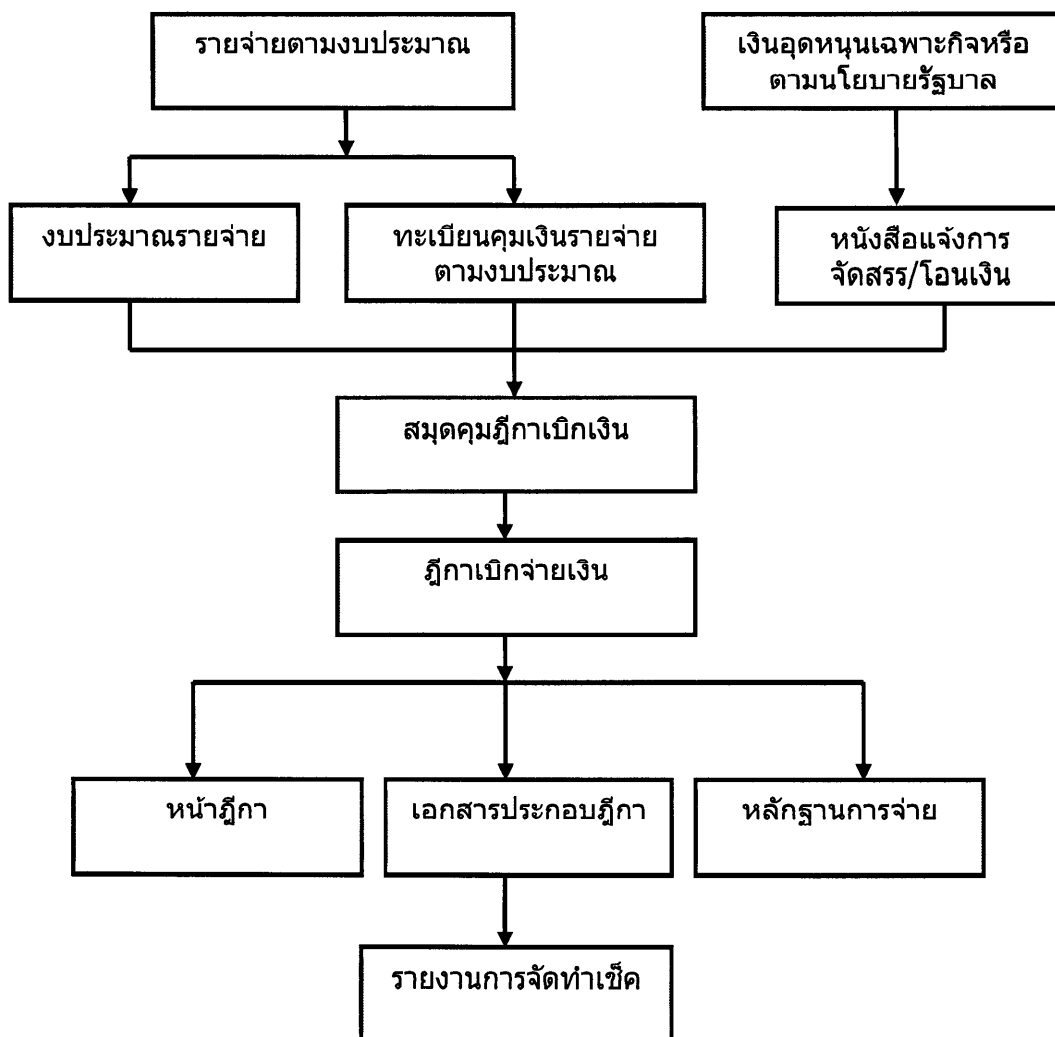 รายจ่ายตามงบประมาณ
เงินอุดหนุนเฉพาะกิจหรือ
ตามนโยบายรัฐบาล
งบประมาณรายจ่าย
ทะเบียนคุมเงินรายจ่าย
ตามงบประมาณ
หนังสือแจ้งการ
จัดสรร/โอนเงิน
สมุดคุมฎีกาเบิกเงิน
ฎีกาเบิกจ่ายเงิน
หน้าฎีกา
เอกสารประกอบฎีกา
หลักฐานการจ่าย
รายงานการจัดทำเช็ค